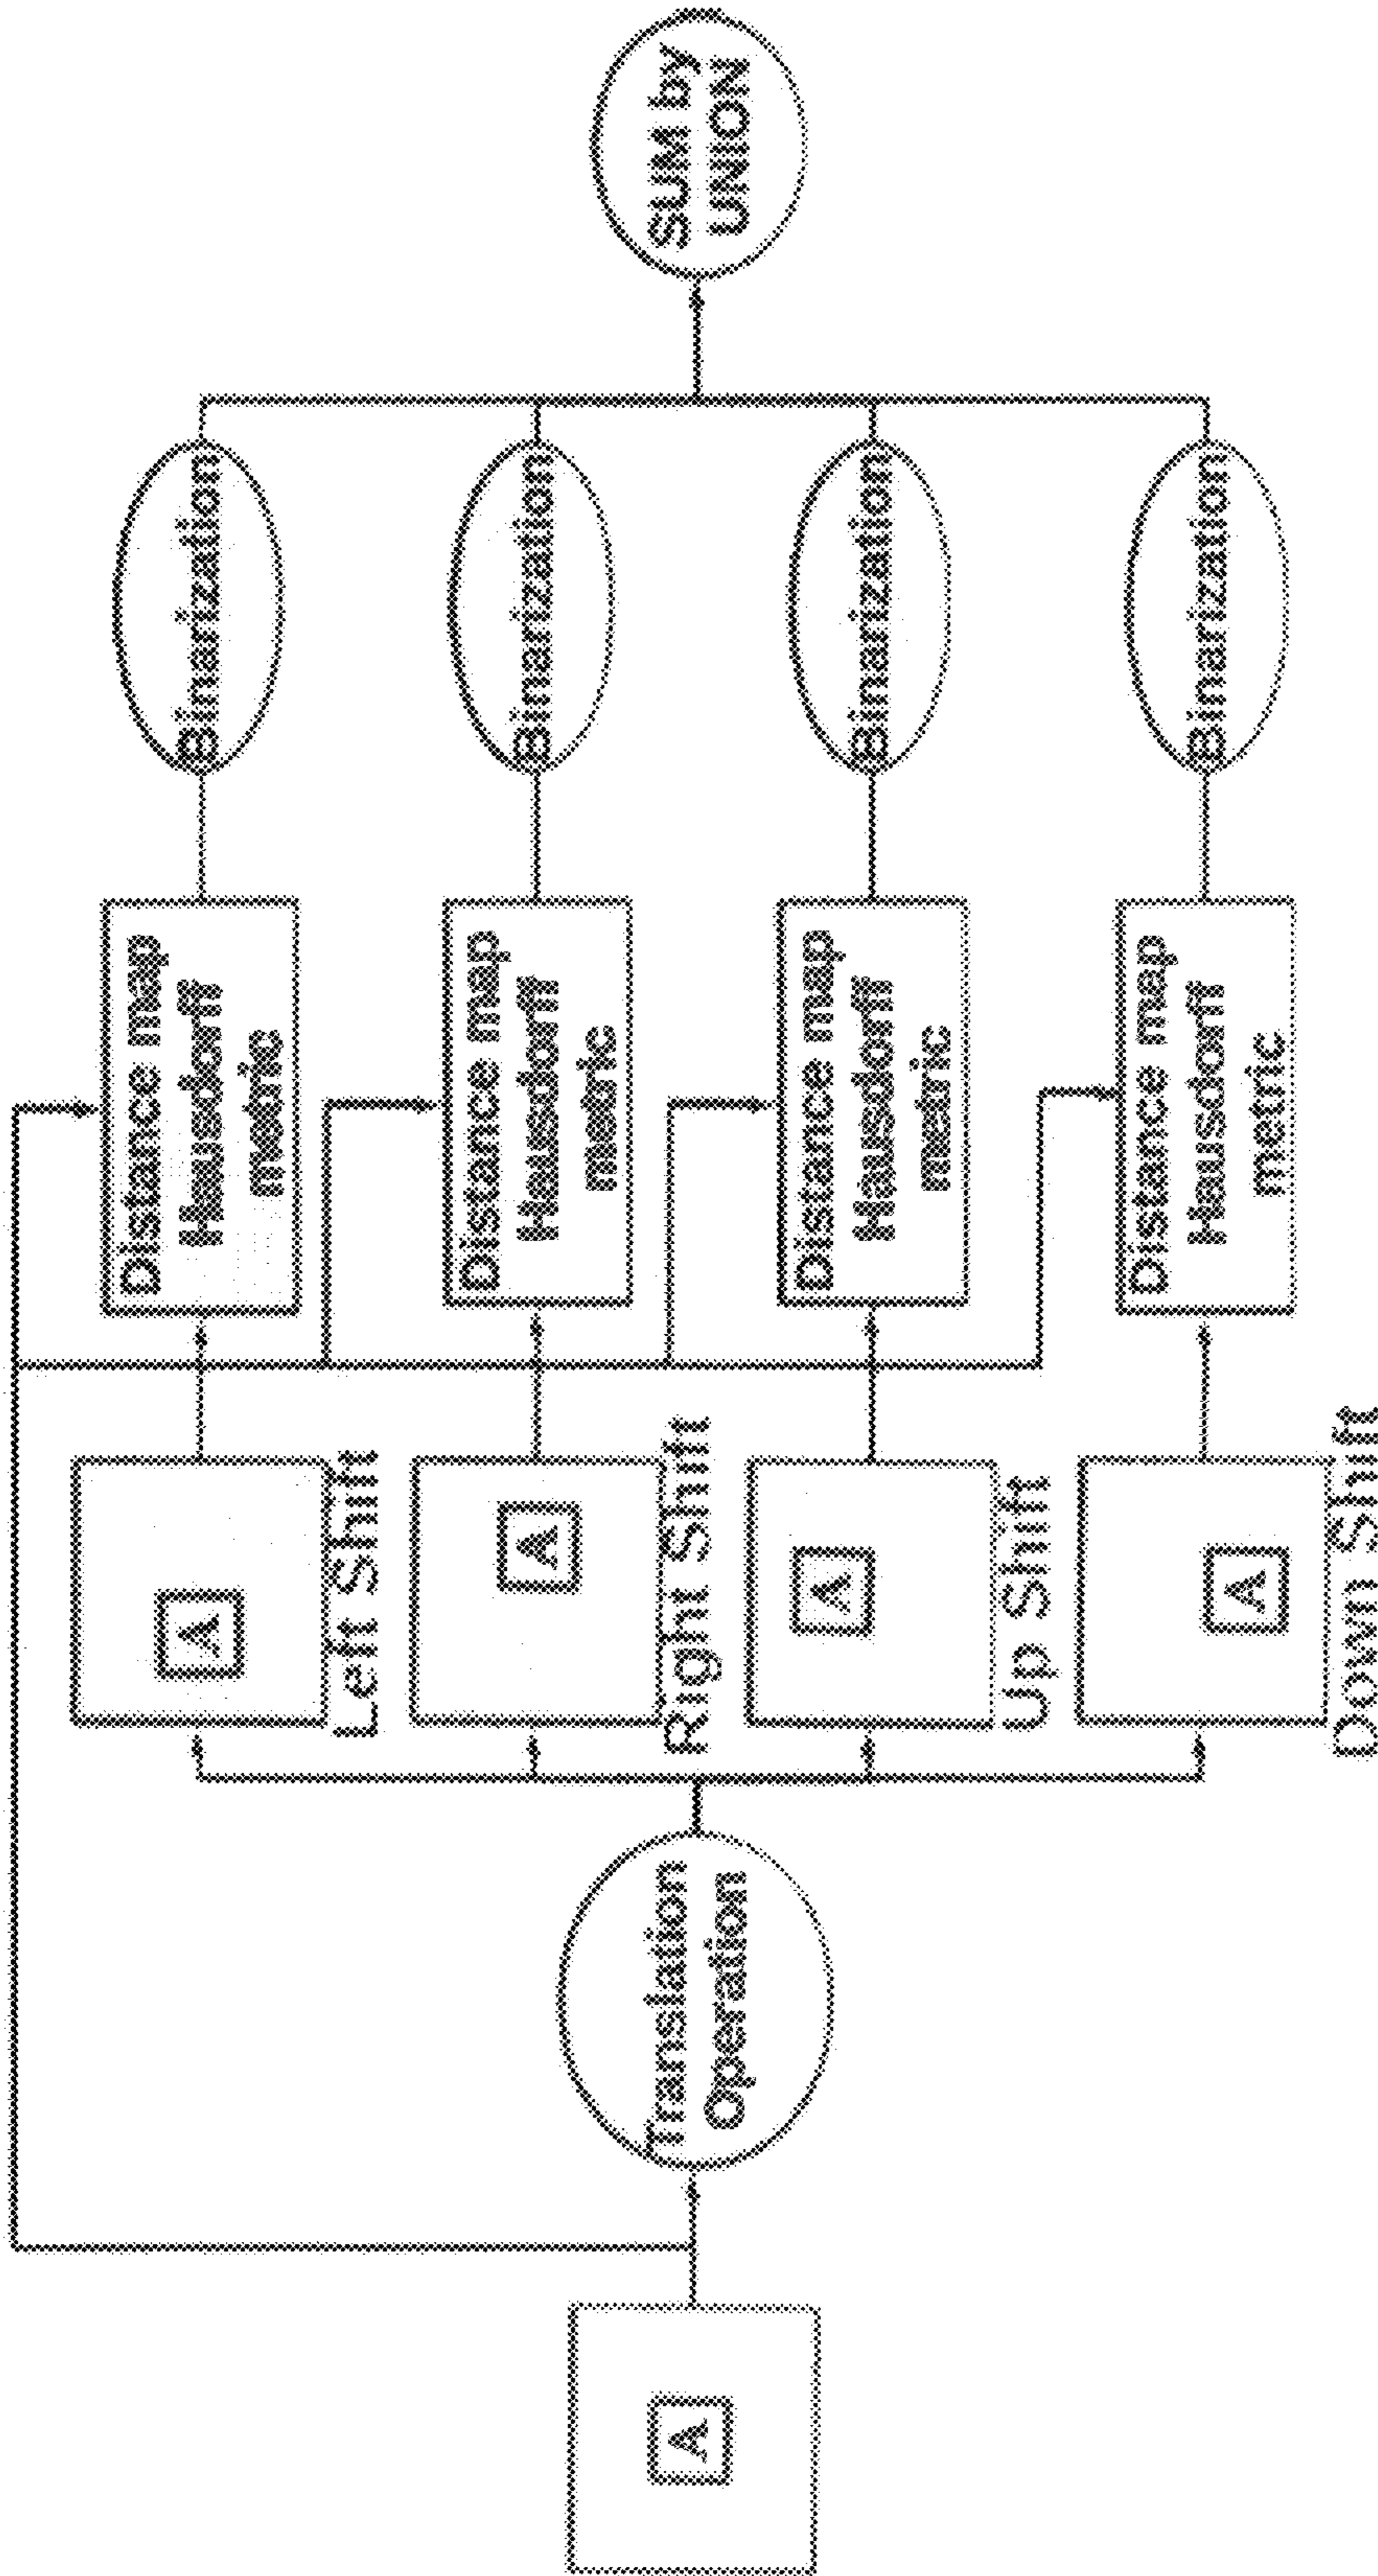 A
Translation
Operation
A
Left Shift
A
Right Shift
A
Up Shift
A
Down Shift
Distance map
Hausdorff
metric
Distance map
Hausdorff
metric
Distance map
Hausdorff
metric
Distance map
Hausdorff
metric
Binarization
Binarization
Binarization
Binarization
SUM by
UNION